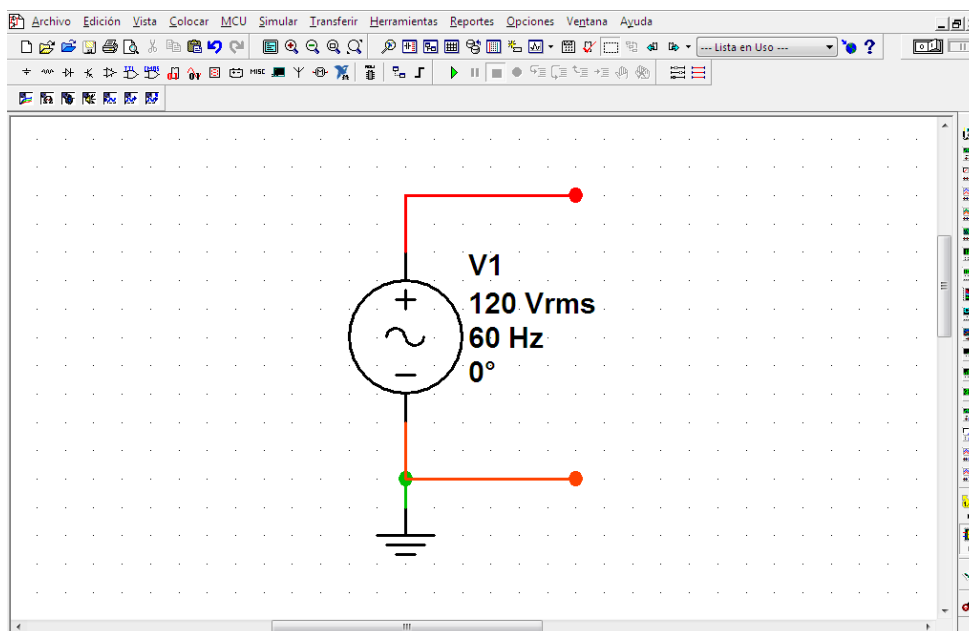 Archivo Edición Vista Colocar MCU Simular Transferir Herramientas Reportes Opciones Ventana Ayuda
--- Lista en Uso ---
MISC
V1
120 Vrms
60 Hz
0°